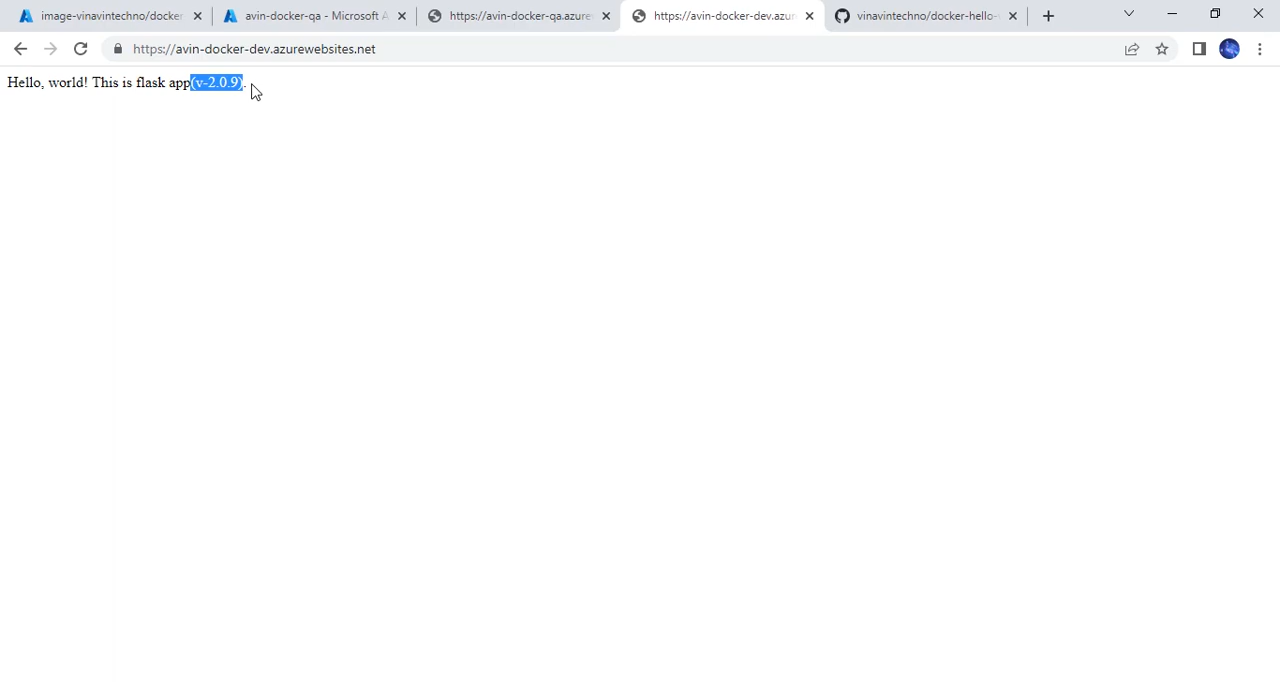 image-vinavintechno/docker
avin-docker-qa - Microsoft A
https://avin-docker-qa.azurew
https://avin-docker-dev.azur
vinavintechno/docker-hello-
https://avin-docker-dev.azurewebsites.net
Hello, world! This is flask app(v-2.0.9).